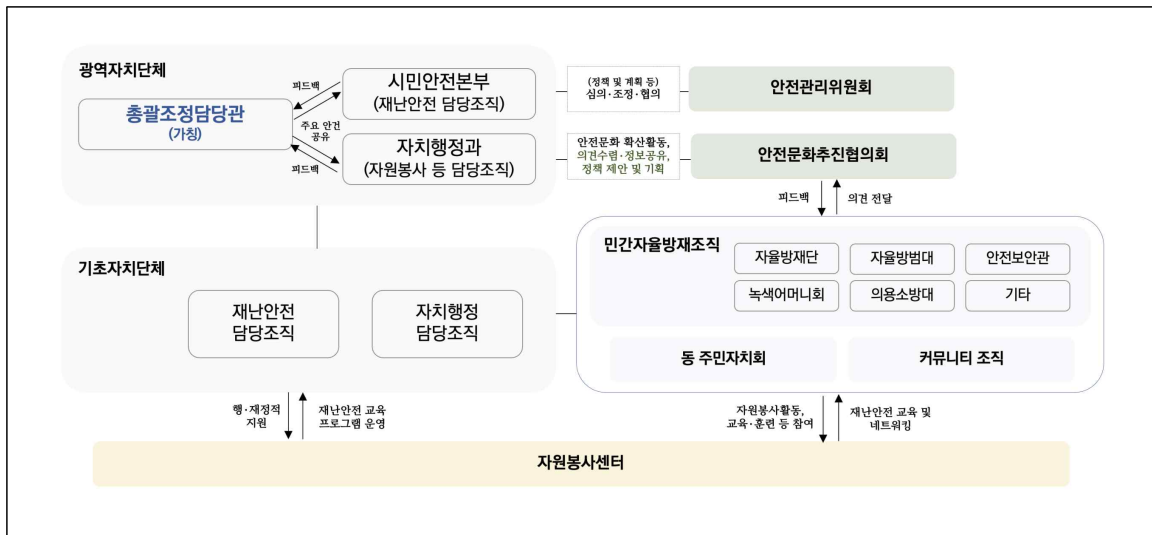 광역자치단체
총괄조정담당관
(가칭)
피드백
주요 안건
공유
피드백
시민안전본부
(재난안전 담당조직)
자치행정과
(자원봉사 등 담당조직)
(정책 및 계획 등)
심의·조정·협의
안전관리위원회
안전문화 확산활동,
의견수렴·정보공유,
정책 제안 및 기획
안전문화추진협의회
피드백
의견 전달
기초자치단체
재난안전
담당조직
자치행정
담당조직
민간자율방재조직
자율방재단
자율방범대
안전보안관
녹색어머니회
의용소방대
기타
동 주민자치회
커뮤니티 조직
행·재정적
지원
재난안전 교육
프로그램 운영
자원봉사활동,
교육·훈련 등 참여
재난안전 교육 및
네트워킹
자원봉사센터